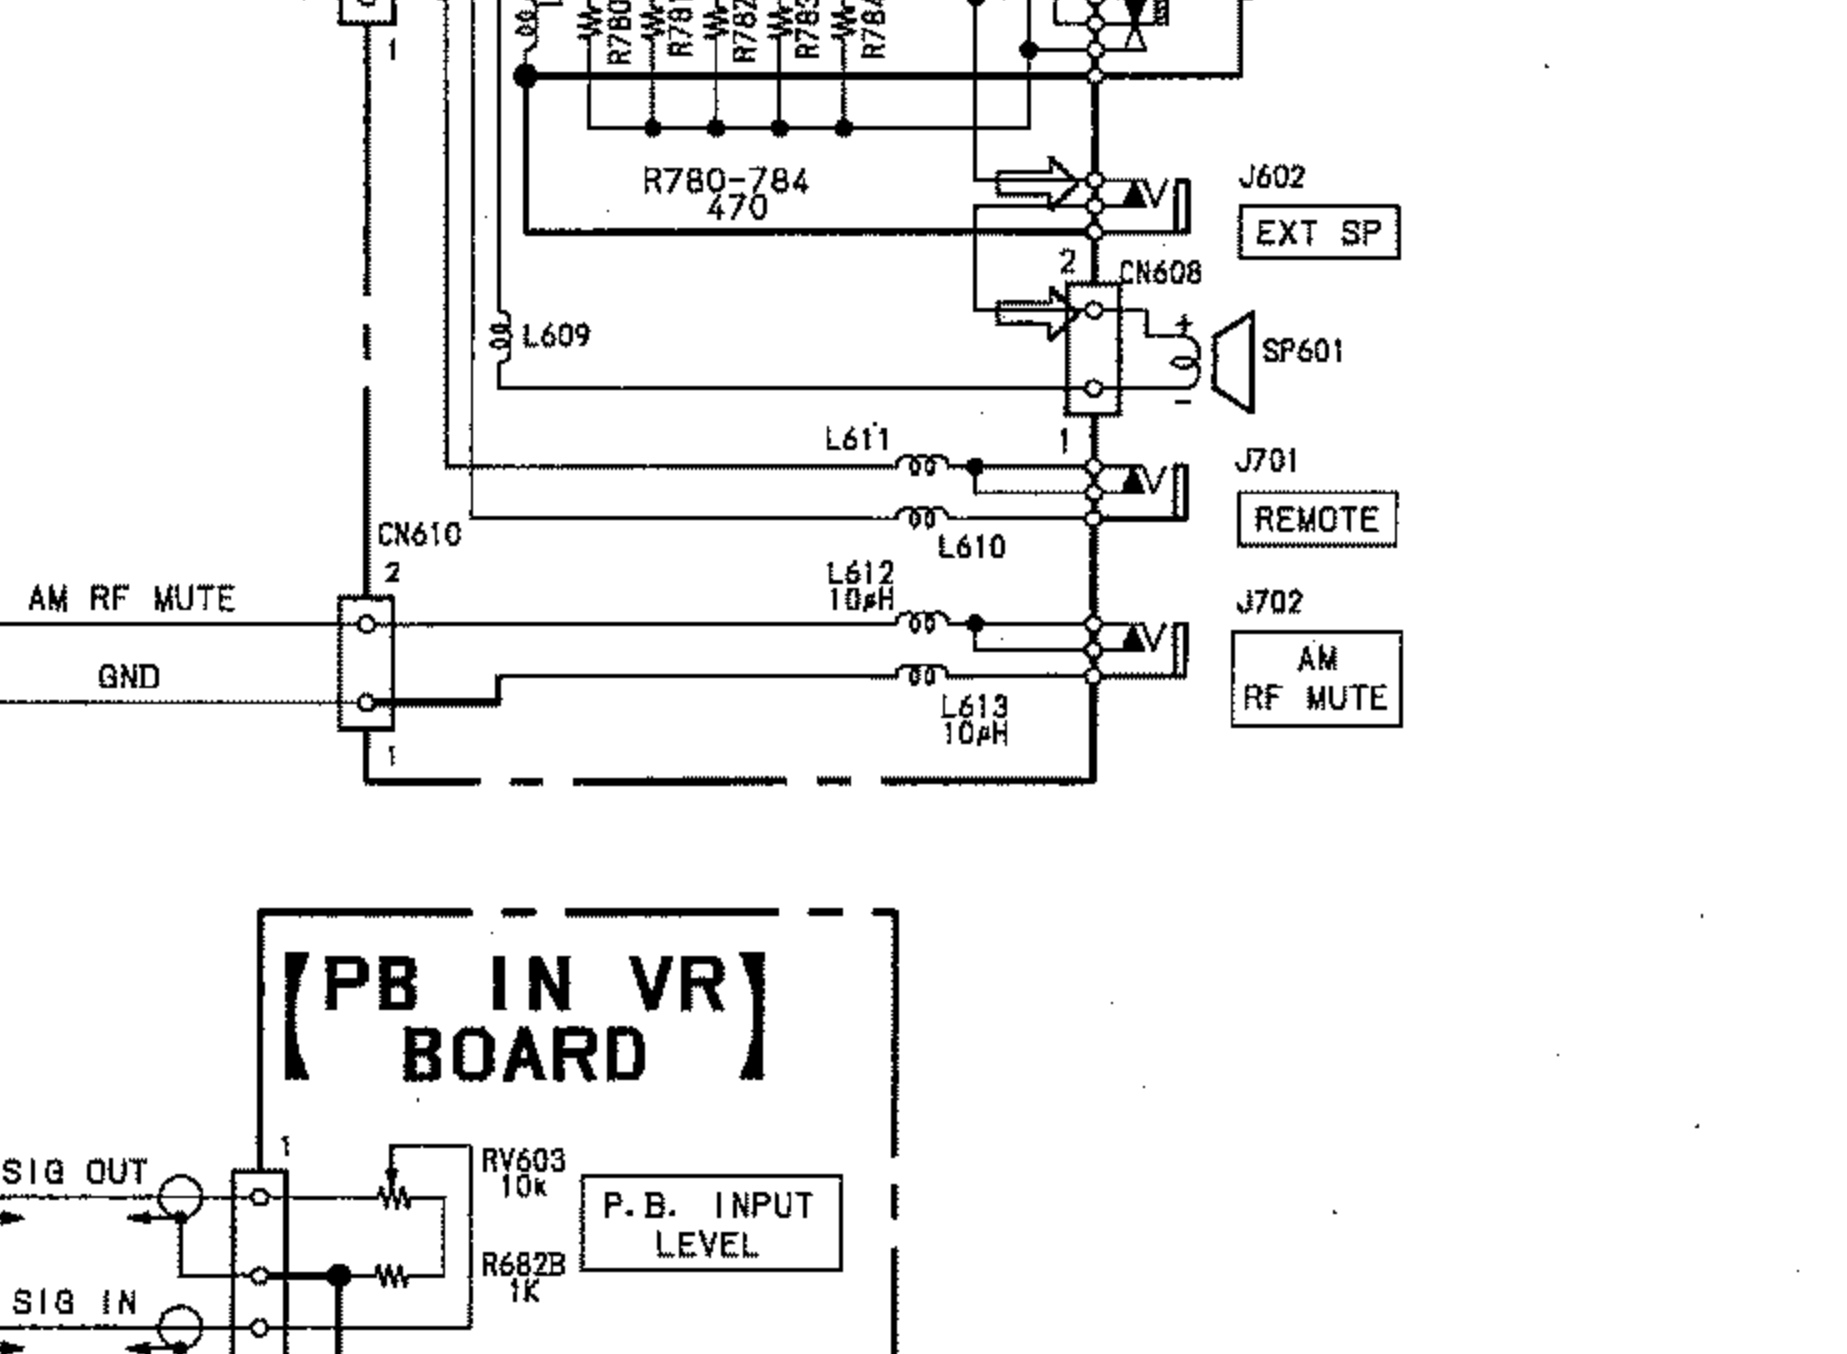 1
R780
R781
R782
R783
R784
R780-784
470
J602
EXT SP
2
CN608
L609
+
SP601
-
1
L611
J701
REMOTE
L610
CN610
2
L612
10μH
AM RF MUTE
J702
AM
RF MUTE
GND
L613
10μH
1
【PB IN VR
BOARD】
1
SIG OUT
RV603
10k
P.B. INPUT
LEVEL
R682B
1K
SIG IN